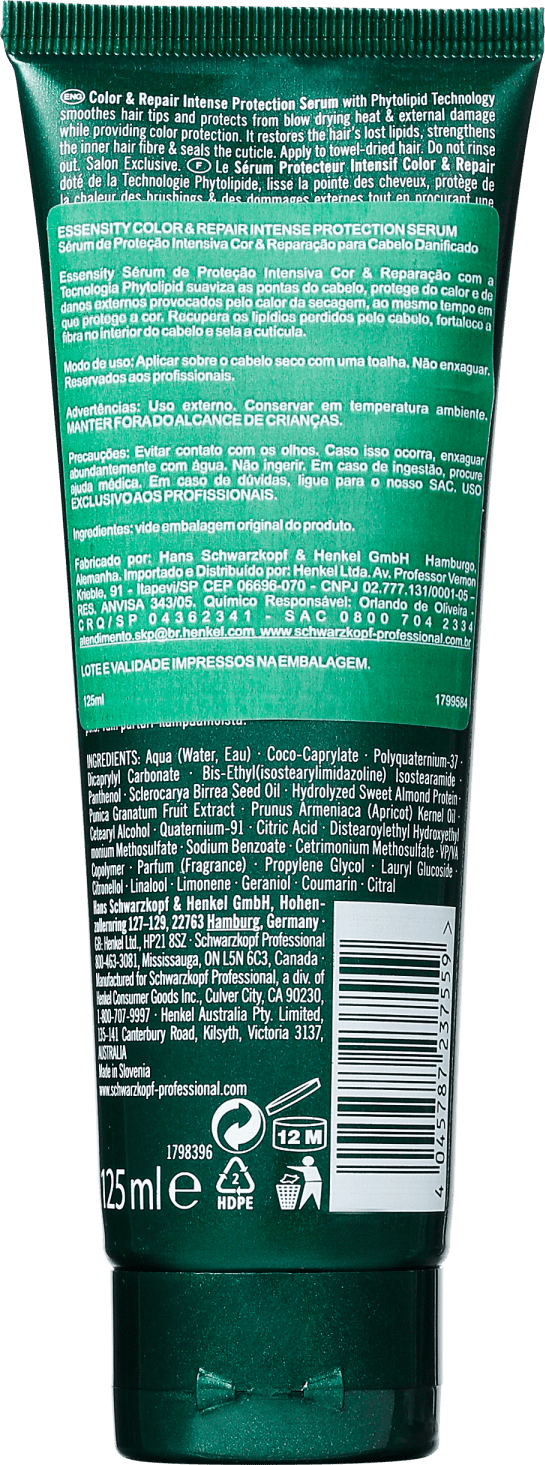 ENG Color & Repair Intense Protection Serum with Phytolipid Technology
smoothes hair tips and protects from blow drying heat & external damage
while providing color protection. It restores the hair's lost lipids, strengthens
the inner hair fibre & seals the cuticle. Apply to towel-dried hair. Do not rinse
out. Salon Exclusive. F Le Sérum Protecteur Intensif Color & Repair
doté de la Technologie Phytolipide, lisse la pointe des cheveux, protège de
la chaleur des brushings & des dommages externes tout en procurant une
ESSENSITY COLOR & REPAIR INTENSE PROTECTION SERUM
Sérum de Proteção Intensiva Cor & Reparação para Cabelo Danificado
Essensity Sérum de Proteção Intensiva Cor & Reparação com a
Tecnologia Phytolipid suaviza as pontas do cabelo, protege do calor e de
danos externos provocados pelo calor da secagem, ao mesmo tempo em
que protege a cor. Recupera os lipídios perdidos pelo cabelo, fortalece a
fibra no interior do cabelo e sela a cutícula.
Modo de uso: Aplicar sobre o cabelo seco com uma toalha. Não enxaguar.
Reservados aos profissionais.
Advertências: Uso externo. Conservar em temperatura ambiente.
MANTER FORA DO ALCANCE DE CRIANÇAS.
Precauções: Evitar contato com os olhos. Caso isso ocorra, enxaguar
abundantemente com água. Não ingerir. Em caso de ingestão, procure
ajuda médica. Em caso de dúvidas, ligue para o nosso SAC. USO
EXCLUSIVO AOS PROFISSIONAIS.
Ingredientes: vide embalagem original do produto.
Fabricado por: Hans Schwarzkopf & Henkel GmbH Hamburgo,
Alemanha. Importado e Distribuído por: Henkel Ltda. Av. Professor Vernon
Krieble, 91 - Itapevi/SP CEP 06696-070 - CNPJ 02.777.131/0001-05 –
RES. ANVISA 343/05. Químico Responsável: Orlando de Oliveira -
CRQ/SP 04362341 - SAC 0800 704 2334
atendimento.skp@br.henkel.com www.schwarzkopf-professional.com.br
LOTE E VALIDADE IMPRESSOS NA EMBALAGEM.
125ml 1799584
INGREDIENTS: Aqua (Water, Eau) · Coco-Caprylate · Polyquaternium-37 ·
Dicaprylyl Carbonate · Bis-Ethyl(isostearylimidazoline) Isostearamide ·
Panthenol · Sclerocarya Birrea Seed Oil · Hydrolyzed Sweet Almond Protein ·
Punica Granatum Fruit Extract · Prunus Armeniaca (Apricot) Kernel Oil ·
Cetearyl Alcohol · Quaternium-91 · Citric Acid · Distearoylethyl Hydroxyethyl
monium Methosulfate · Sodium Benzoate · Cetrimonium Methosulfate · VP/VA
Copolymer · Parfum (Fragrance) · Propylene Glycol · Lauryl Glucoside ·
Citronellol · Linalool · Limonene · Geraniol · Coumarin · Citral
Hans Schwarzkopf & Henkel GmbH, Hohen-
zollernring 127-129, 22763 Hamburg, Germany ·
GB: Henkel Ltd., HP21 8SZ · Schwarzkopf Professional
800-463-3081, Mississauga, ON L5N 6C3, Canada ·
Manufactured for Schwarzkopf Professional, a div. of
Henkel Consumer Goods Inc., Culver City, CA 90230,
1-800-707-9997 · Henkel Australia Pty. Limited,
135-141 Canterbury Road, Kilsyth, Victoria 3137,
AUSTRALIA
Made in Slovenia
www.schwarzkopf-professional.com
12 M
1798396
125 ml e
2
HDPE
4 045787 237559 >